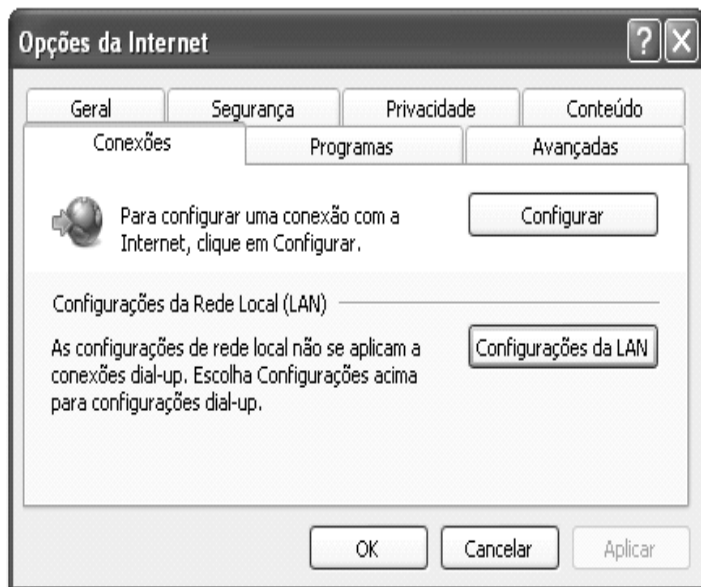 Opções da Internet
Geral
Segurança
Privacidade
Conteúdo
Conexões
Programas
Avançadas
Para configurar uma conexão com a
Internet, clique em Configurar.
Configurar
Configurações da Rede Local (LAN)
As configurações de rede local não se aplicam a
conexões dial-up. Escolha Configurações acima
para configurações dial-up.
Configurações da LAN
OK
Cancelar
Aplicar